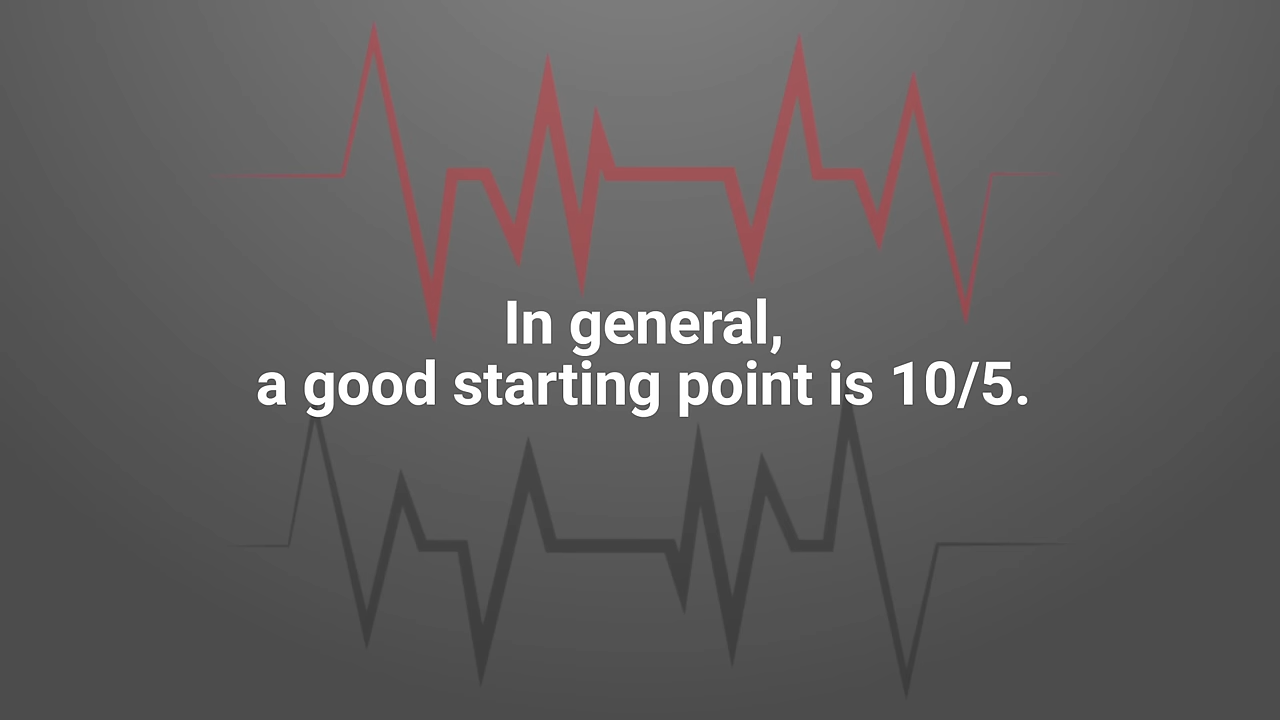 In general,
a good starting point is 10/5.